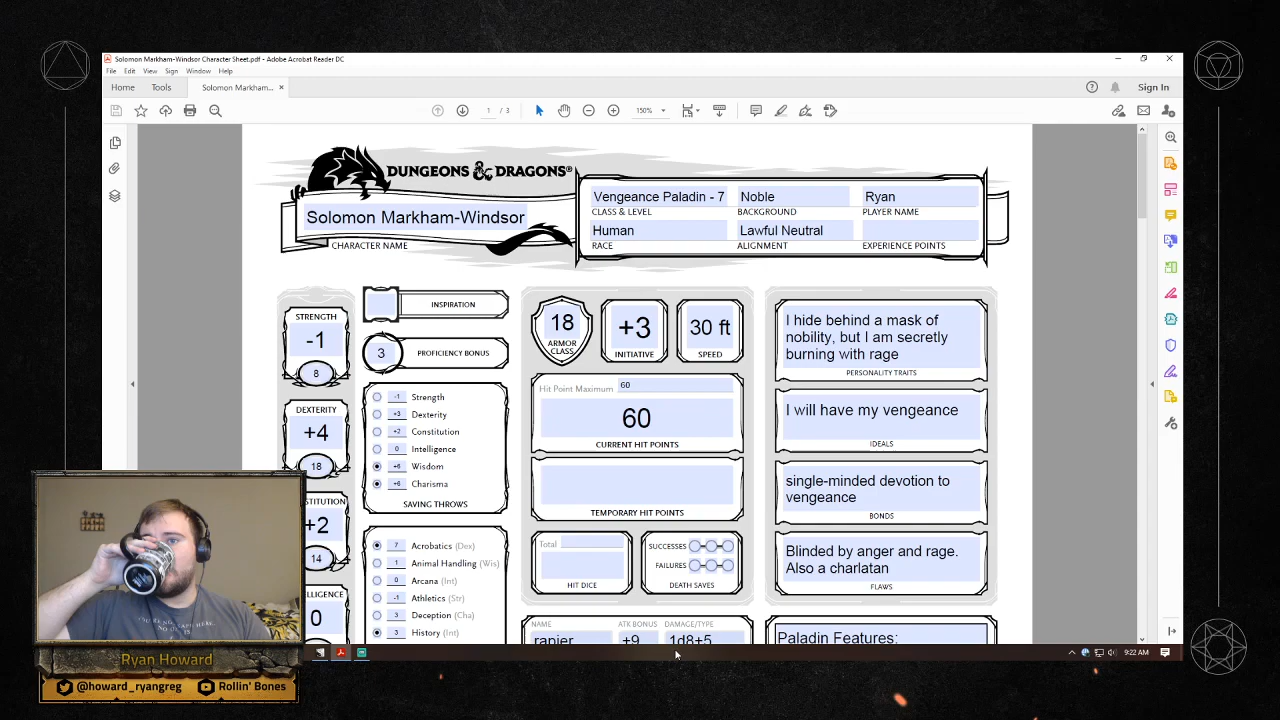 Solomon Markham-Windsor Character Sheet.pdf - Adobe Acrobat Reader DC
File Edit View Sign Window Help
Home Tools Solomon Markham... × Sign In
1 / 3 150%
DUNGEONS & DRAGONS®
Vengeance Paladin - 7 Noble Ryan
CLASS & LEVEL BACKGROUND PLAYER NAME
Solomon Markham-Windsor
Human Lawful Neutral
CHARACTER NAME
RACE ALIGNMENT EXPERIENCE POINTS
STRENGTH
-1
8
DEXTERITY
+4
18
STITUTION
+2
14
LLIGENCE
0
INSPIRATION
3 PROFICIENCY BONUS
-1 Strength
+3 Dexterity
+2 Constitution
0 Intelligence
+6 Wisdom
+6 Charisma
SAVING THROWS
7 Acrobatics (Dex)
1 Animal Handling (Wis)
0 Arcana (Int)
-1 Athletics (Str)
3 Deception (Cha)
3 History (Int)
18 +3 30 ft
ARMOR
CLASS INITIATIVE SPEED
Hit Point Maximum 60
60
CURRENT HIT POINTS
TEMPORARY HIT POINTS
Total
HIT DICE
SUCCESSES
FAILURES
DEATH SAVES
NAME ATK BONUS DAMAGE/TYPE
rapier +9 1d8+5
I hide behind a mask of
nobility, but I am secretly
burning with rage
PERSONALITY TRAITS
I will have my vengeance
IDEALS
single-minded devotion to
vengeance
BONDS
Blinded by anger and rage.
Also a charlatan
FLAWS
Paladin Features:
9:22 AM
Ryan Howard
@howard_ryangreg Rollin' Bones